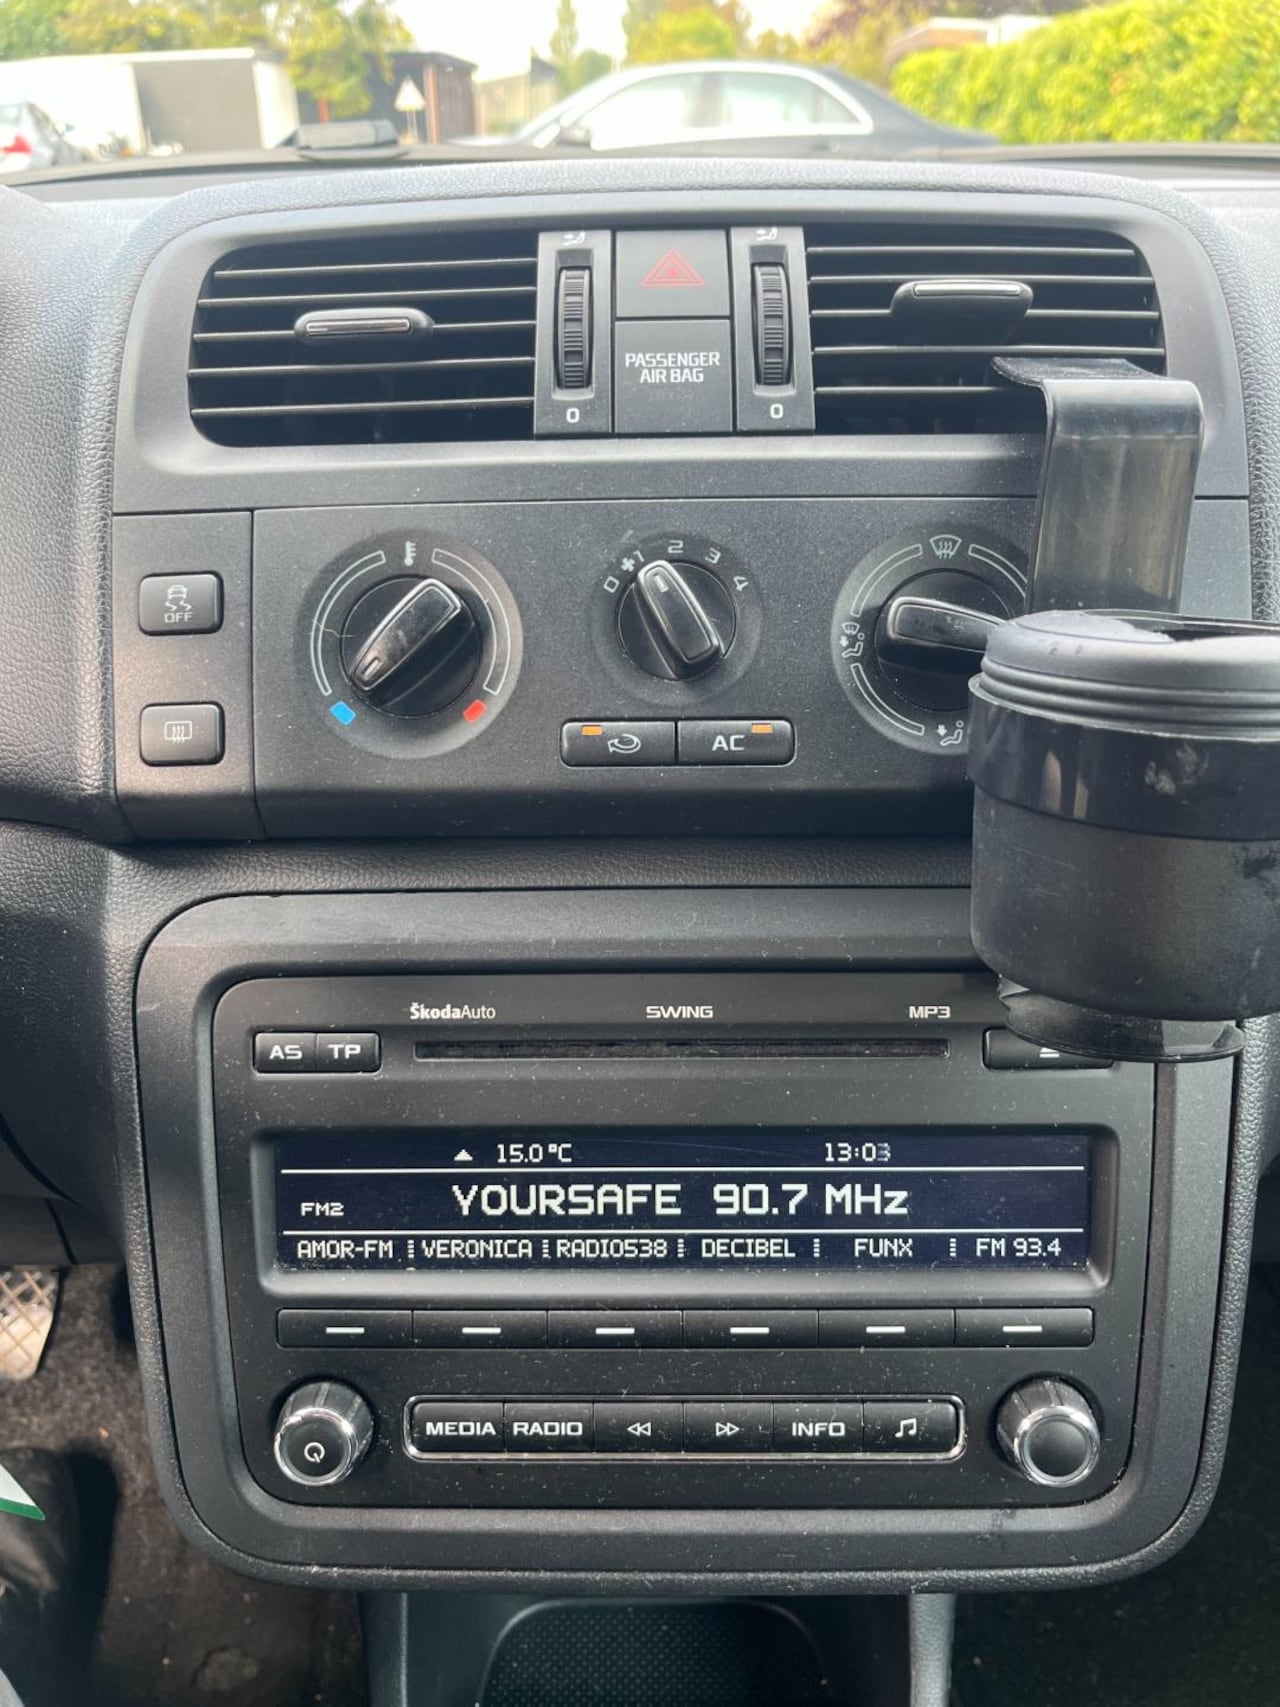 PASSENGER
AIR BAG
0
0
OFF
0 1 2 3 4
AC
ŠkodaAuto SWING MP3
AS TP
15.0°C 13:03
FM2 YOURSAFE 90.7 MHz
AMOR-FM VERONICA RADIO538 DECIBEL FUNX FM 93.4
MEDIA RADIO INFO